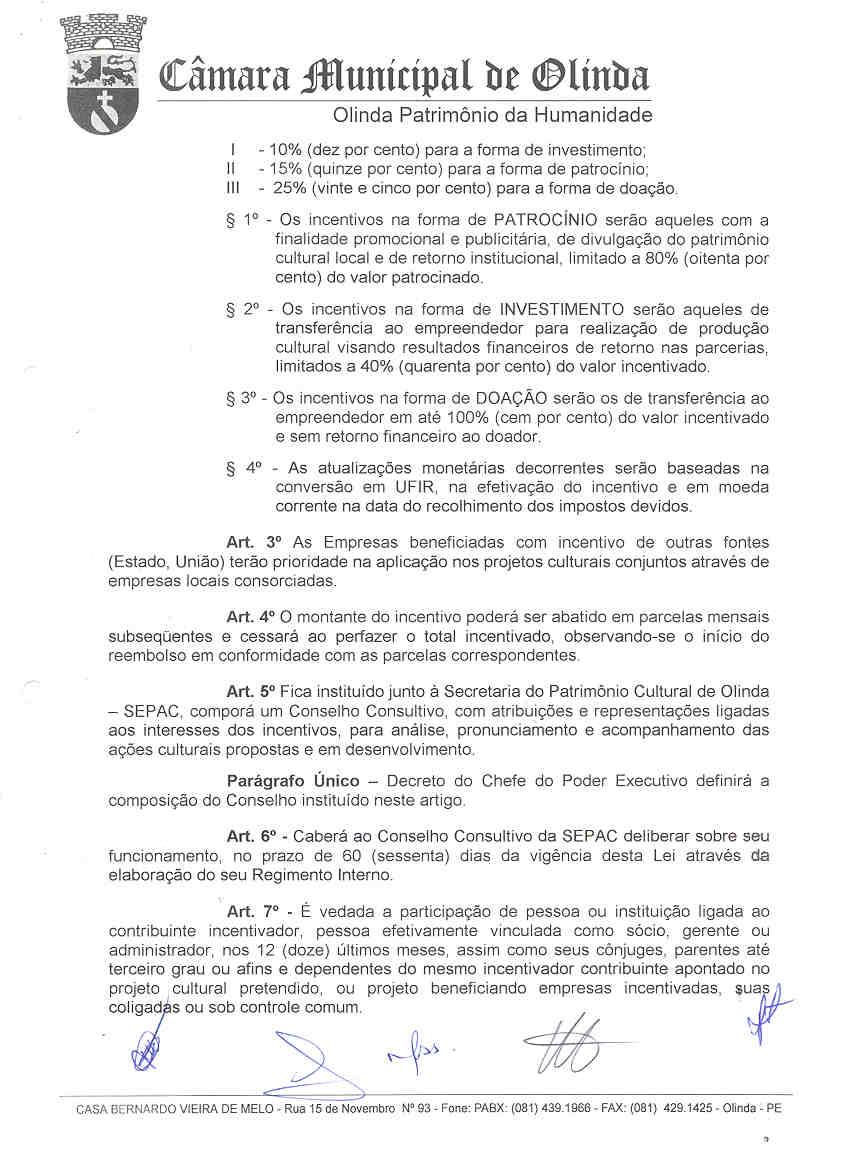 Câmara Municipal de Olinda
Olinda Patrimônio da Humanidade
I - 10% (dez por cento) para a forma de investimento;
II - 15% (quinze por cento) para a forma de patrocínio;
III - 25% (vinte e cinco por cento) para a forma de doação.
§ 1º - Os incentivos na forma de PATROCÍNIO serão aqueles com a
finalidade promocional e publicitária, de divulgação do patrimônio
cultural local e de retorno institucional, limitado a 80% (oitenta por
cento) do valor patrocinado.
§ 2º - Os incentivos na forma de INVESTIMENTO serão aqueles de
transferência ao empreendedor para realização de produção
cultural visando resultados financeiros de retorno nas parcerias,
limitados a 40% (quarenta por cento) do valor incentivado.
§ 3º - Os incentivos na forma de DOAÇÃO serão os de transferência ao
empreendedor em até 100% (cem por cento) do valor incentivado
e sem retorno financeiro ao doador.
§ 4º - As atualizações monetárias decorrentes serão baseadas na
conversão em UFIR, na efetivação do incentivo e em moeda
corrente na data do recolhimento dos impostos devidos.
Art. 3º As Empresas beneficiadas com incentivo de outras fontes
(Estado, União) terão prioridade na aplicação nos projetos culturais conjuntos através de
empresas locais consorciadas.
Art. 4º O montante do incentivo poderá ser abatido em parcelas mensais
subseqüentes e cessará ao perfazer o total incentivado, observando-se o início do
reembolso em conformidade com as parcelas correspondentes.
Art. 5º Fica instituído junto à Secretaria do Patrimônio Cultural de Olinda
– SEPAC, comporá um Conselho Consultivo, com atribuições e representações ligadas
aos interesses dos incentivos, para análise, pronunciamento e acompanhamento das
ações culturais propostas e em desenvolvimento.
Parágrafo Único – Decreto do Chefe do Poder Executivo definirá a
composição do Conselho instituído neste artigo.
Art. 6º - Caberá ao Conselho Consultivo da SEPAC deliberar sobre seu
funcionamento, no prazo de 60 (sessenta) dias da vigência desta Lei através da
elaboração do seu Regimento Interno.
Art. 7º - É vedada a participação de pessoa ou instituição ligada ao
contribuinte incentivador, pessoa efetivamente vinculada como sócio, gerente ou
administrador, nos 12 (doze) últimos meses, assim como seus cônjuges, parentes até
terceiro grau ou afins e dependentes do mesmo incentivador contribuinte apontado no
projeto cultural pretendido, ou projeto beneficiando empresas incentivadas, suas
coligadas ou sob controle comum.
CASA BERNARDO VIEIRA DE MELO - Rua 15 de Novembro Nº 93 - Fone: PABX: (081) 439.1966 - FAX: (081) 429.1425 - Olinda - PE